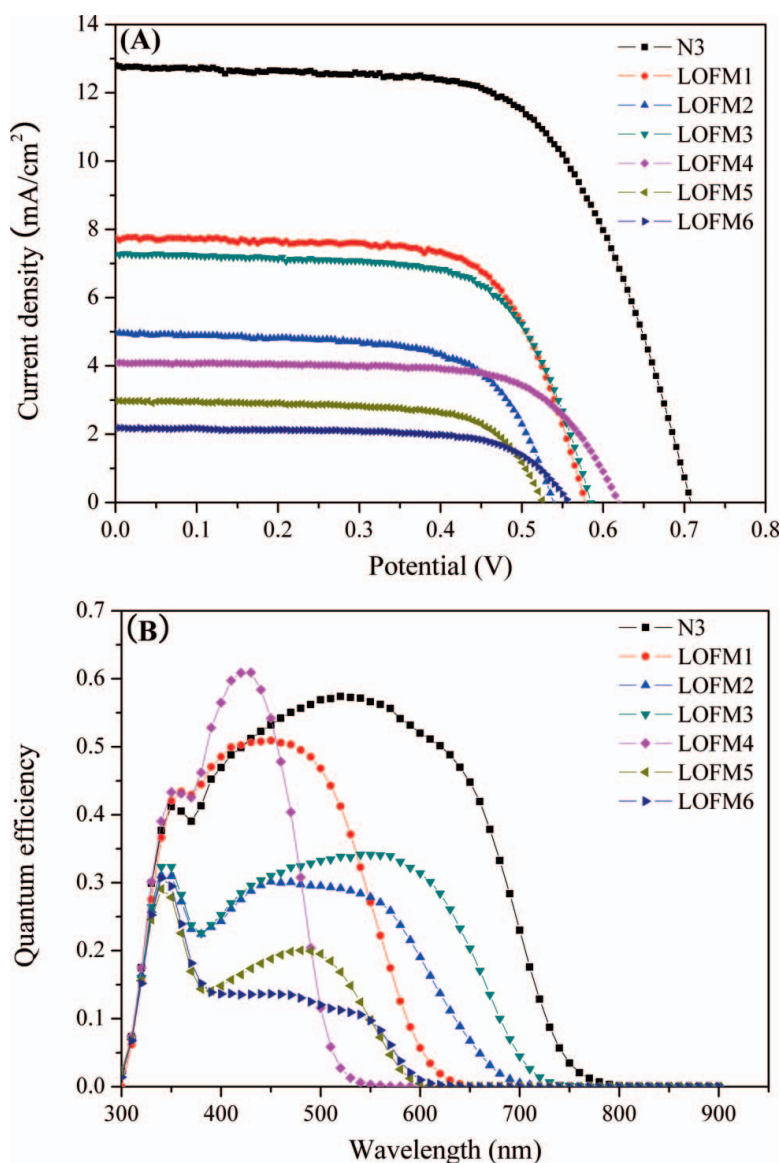 (A)
N3
LOFM1
LOFM2
LOFM3
LOFM4
LOFM5
LOFM6
14
12
10
8
6
4
2
0
Current density (mA/cm²)
0.0 0.1 0.2 0.3 0.4 0.5 0.6 0.7 0.8
Potential (V)
(B)
N3
LOFM1
LOFM2
LOFM3
LOFM4
LOFM5
LOFM6
0.7
0.6
0.5
0.4
0.3
0.2
0.1
0.0
Quantum efficiency
300 400 500 600 700 800 900
Wavelength (nm)